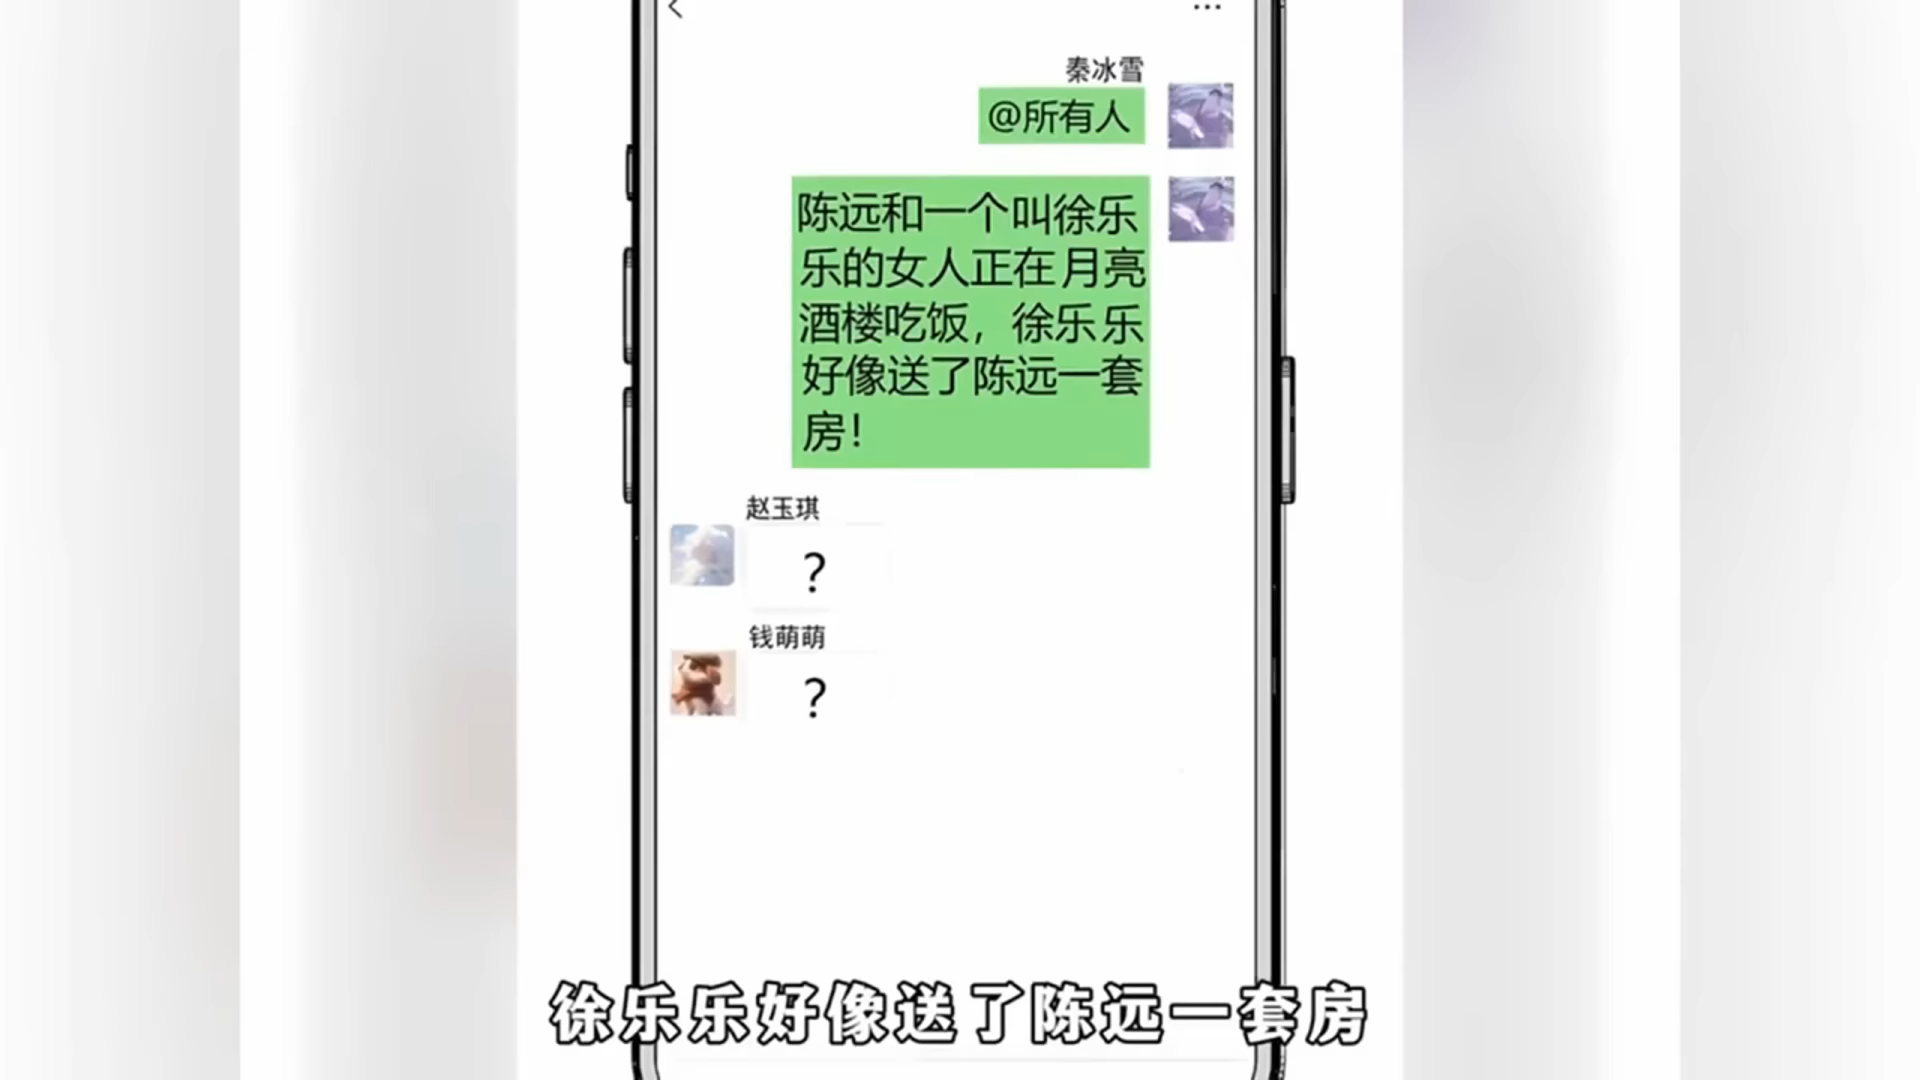 秦冰雪
@所有人
陈远和一个叫徐乐
乐的女人正在月亮
酒楼吃饭，徐乐乐
好像送了陈远一套
房！
赵玉琪
？
钱萌萌
？
徐乐乐好像送了陈远一套房